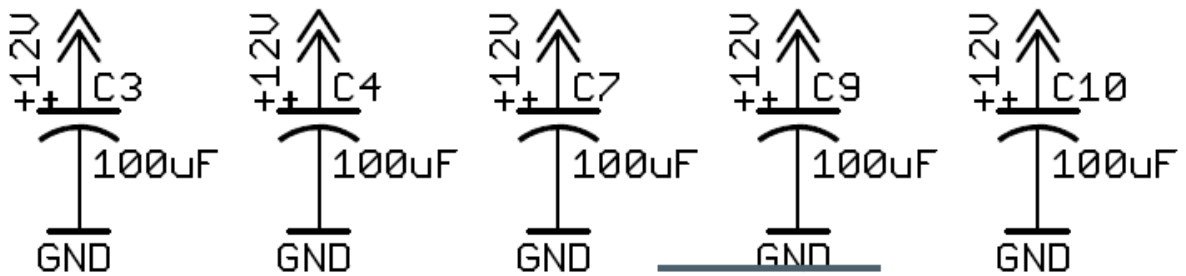 +12V +12V +12V +12V +12V
C3 C4 C7 C9 C10
+ + + + +
100uF 100uF 100uF 100uF 100uF
GND GND GND GND GND